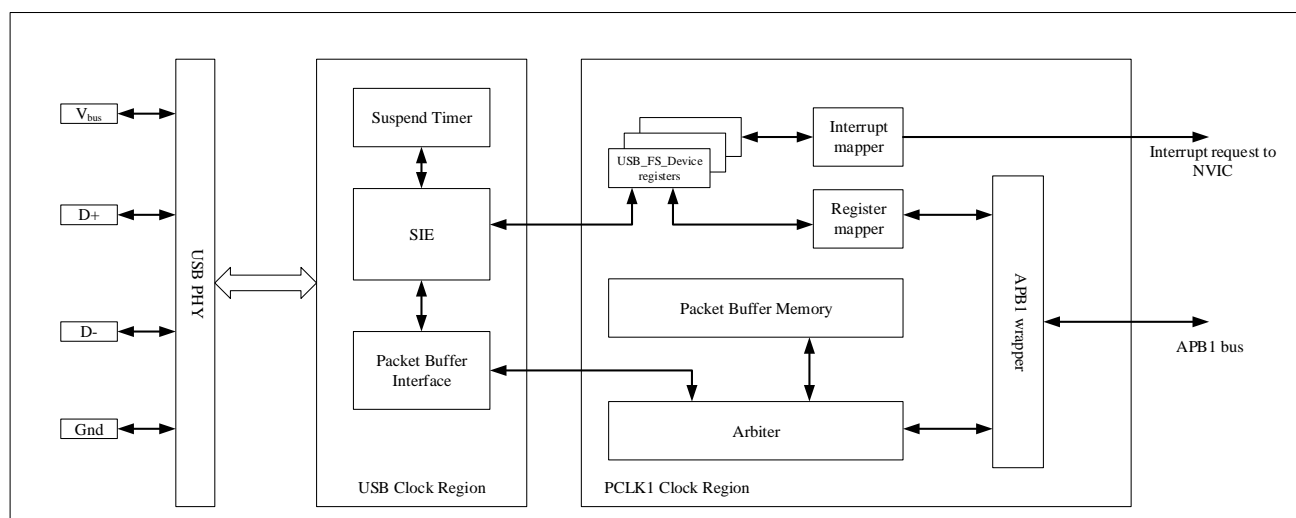 V_bus
D+
D-
Gnd
USB PHY
Suspend Timer
SIE
Packet Buffer
Interface
USB Clock Region
USB_FS_Device
registers
Interrupt
mapper
Register
mapper
Packet Buffer Memory
Arbiter
APB1 wrapper
PCLK1 Clock Region
Interrupt request to
NVIC
APB1 bus